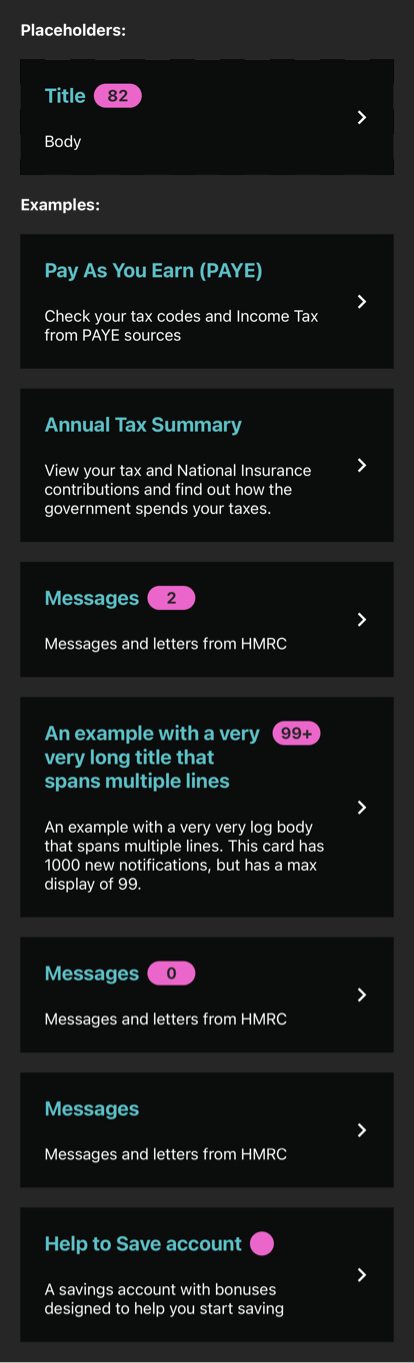 Placeholders:
Title 82
Body
Examples:
Pay As You Earn (PAYE)
Check your tax codes and Income Tax
from PAYE sources
Annual Tax Summary
View your tax and National Insurance
contributions and find out how the
government spends your taxes.
Messages 2
Messages and letters from HMRC
An example with a very 99+
very long title that
spans multiple lines
An example with a very very log body
that spans multiple lines. This card has
1000 new notifications, but has a max
display of 99.
Messages 0
Messages and letters from HMRC
Messages
Messages and letters from HMRC
Help to Save account
A savings account with bonuses
designed to help you start saving